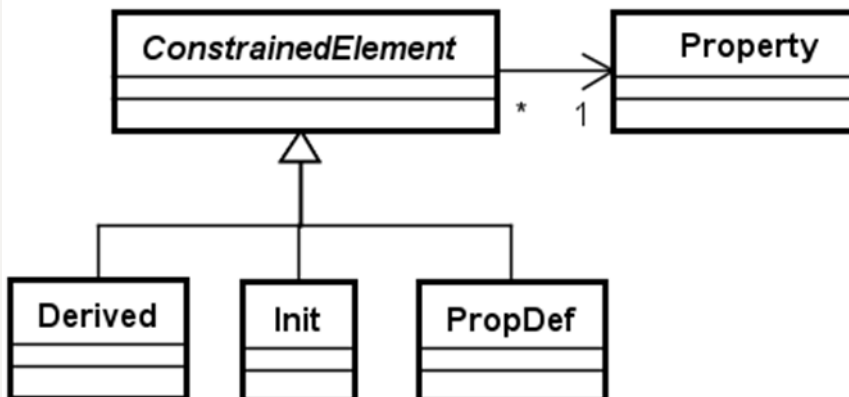 ConstrainedElement
Property
* 1
Derived
Init
PropDef